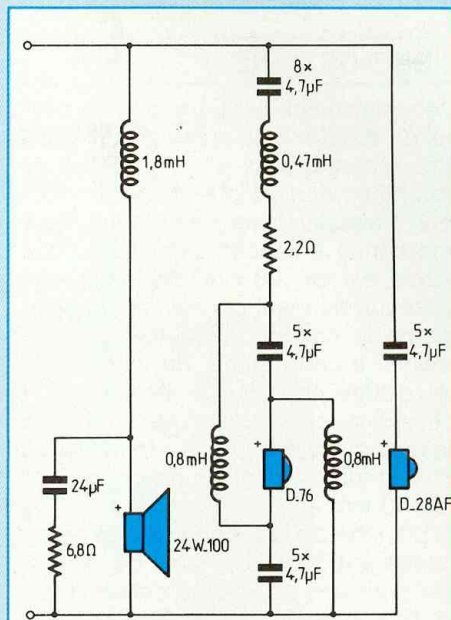 8×
4,7µF
1,8mH
0,47mH
2,2Ω
5×
4,7µF
5×
4,7µF
0,8mH
+
D_76
0,8mH
+
D_28AF
24µF
6,8Ω
+
24W_100
5×
4,7µF